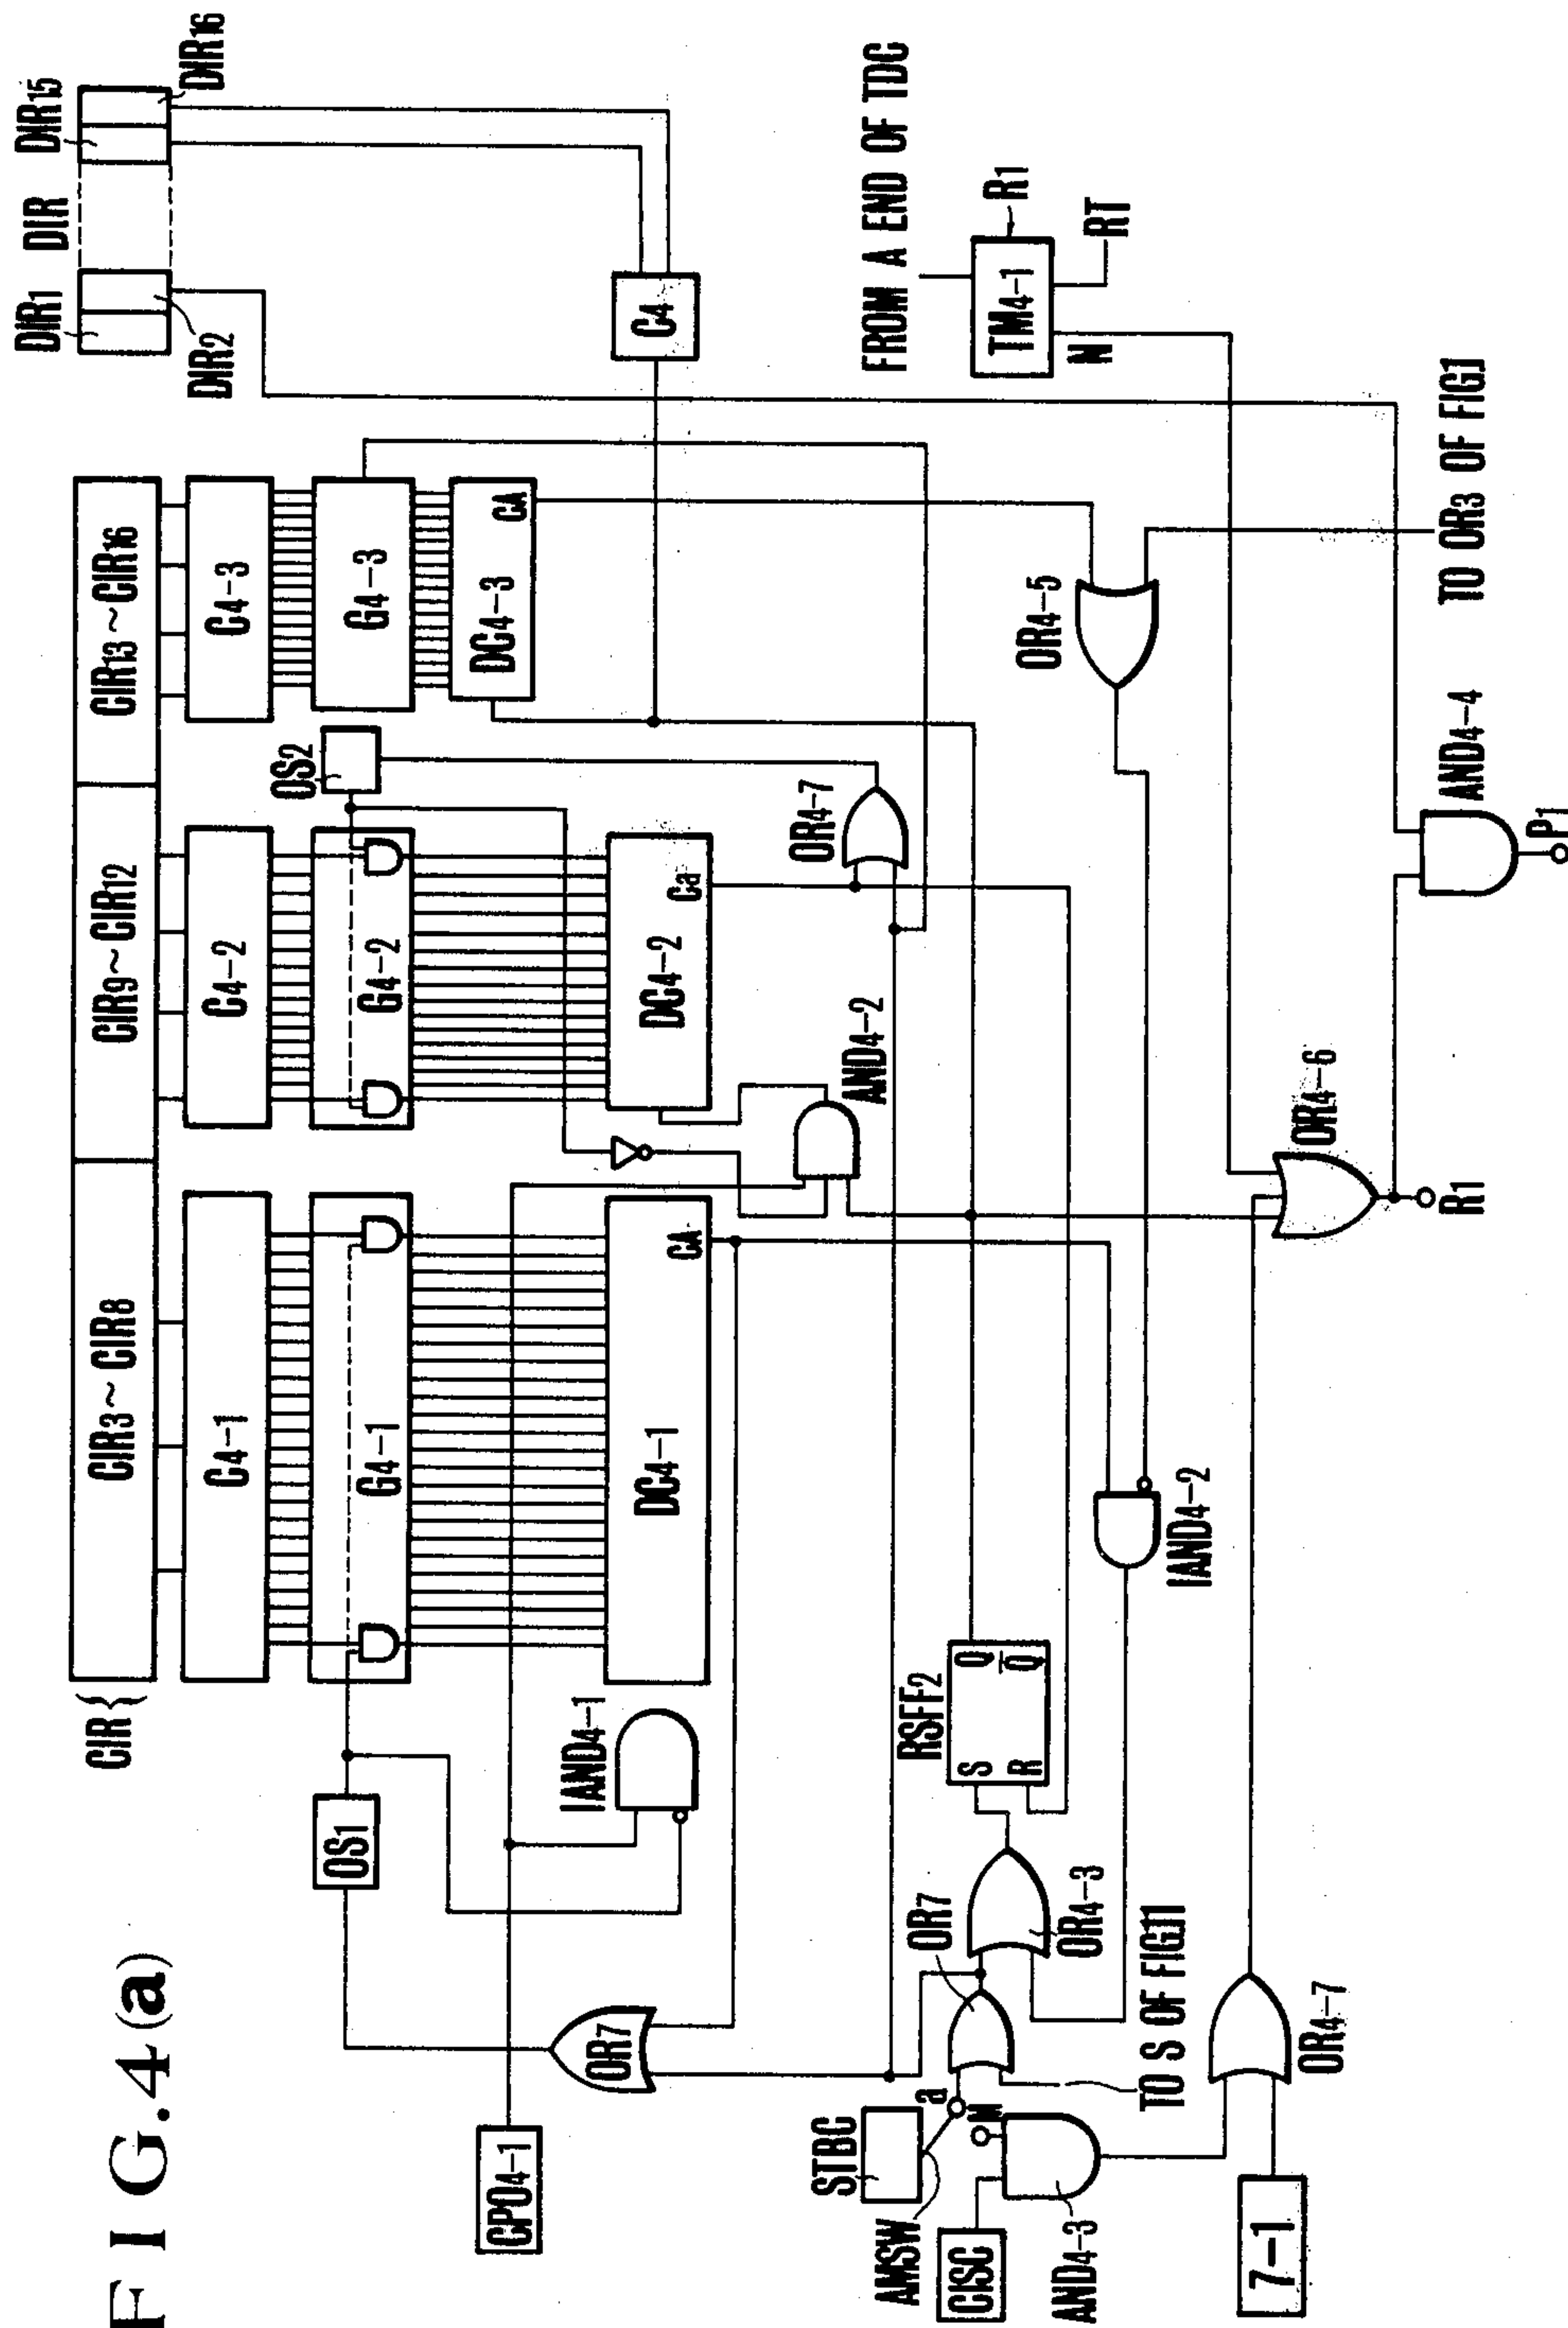 FIG.4(a)
CIR{
CIR3~CIR8
CIR9~CIR12
CIR13~CIR16
DIR1
DIR
DIR15
DIR2
DIR16
C4-1
C4-2
C4-3
OS1
G4-1
G4-2
OS2
G4-3
C4
IAND4-1
DC4-1
CA
DC4-2
Ca
DC4-3
CA
CPO4-1
OR7
AND4-2
OR4-7
FROM A END OF TDC
STBC
AMSW
a
M
CISC
AND4-3
OR7
OR4-3
RSFF2
S
R
Q
Q̅
TM4-1
R1
N
RT
TO S OF FIG11
IAND4-2
OR4-5
TO OR3 OF FIG1
7-1
OR4-7
OR4-6
R1
AND4-4
P1